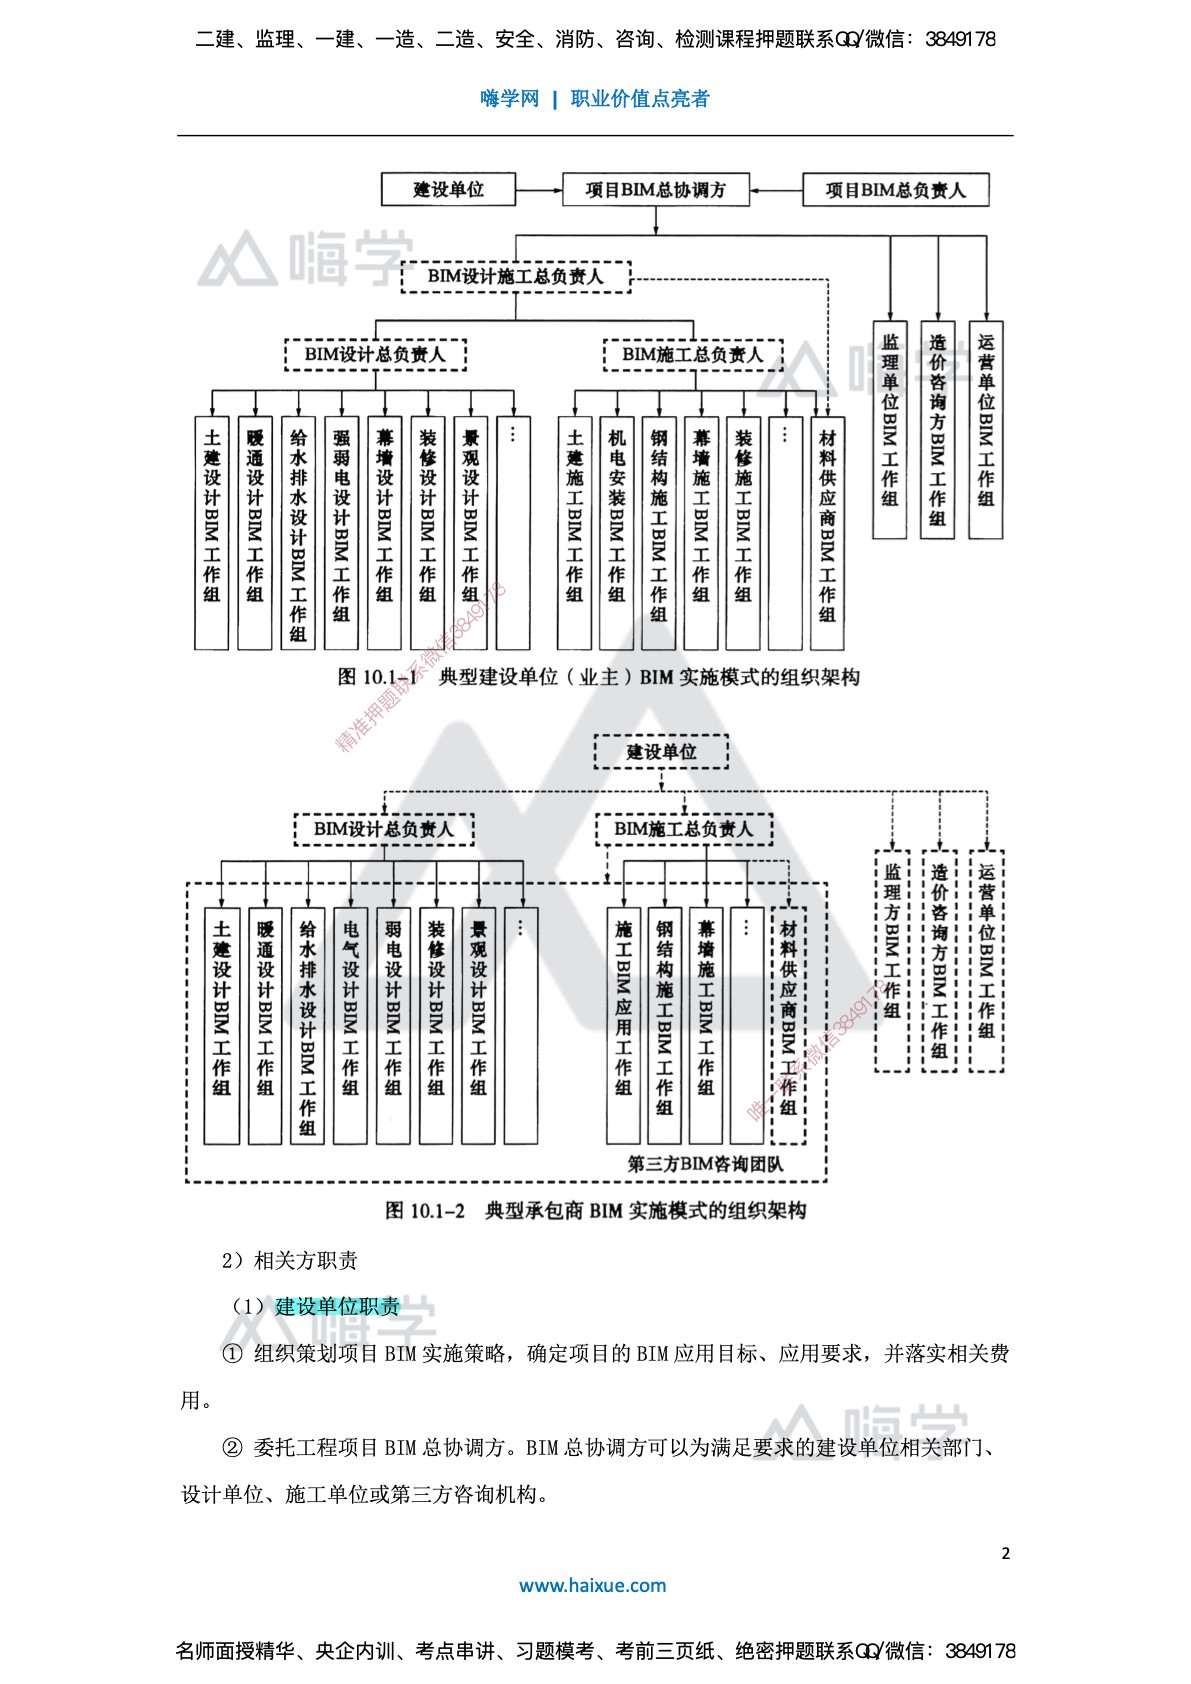 二建、监理、一建、一造、二造、安全、消防、咨询、检测课程押题联系QQ/微信：3849178
嗨学网 | 职业价值点亮者
建设单位
项目BIM总协调方
项目BIM总负责人
嗨学
BIM设计施工总负责人
BIM设计总负责人
BIM施工总负责人
嗨学
监理单位BIM工作组
造价咨询方BIM工作组
运营单位BIM工作组
土建设计BIM工作组
暖通设计BIM工作组
给水排水设计BIM工作组
强弱电设计BIM工作组
幕墙设计BIM工作组
装修设计BIM工作组
景观设计BIM工作组
…
土建施工BIM工作组
机电安装BIM工作组
钢结构施工BIM工作组
幕墙施工BIM工作组
装修施工BIM工作组
…
材料供应商BIM工作组
图 10.1-1 典型建设单位（业主）BIM 实施模式的组织架构
精准押题联系微信3849178
建设单位
BIM设计总负责人
BIM施工总负责人
监理方BIM工作组
造价咨询方BIM工作组
运营单位BIM工作组
土建设计BIM工作组
暖通设计BIM工作组
给水排水设计BIM工作组
电气设计BIM工作组
弱电设计BIM工作组
装修设计BIM工作组
景观设计BIM工作组
…
施工BIM应用工作组
钢结构施工BIM工作组
幕墙施工BIM工作组
…
材料供应商BIM工作组
唯一联系微信3849178
第三方BIM咨询团队
图 10.1-2 典型承包商 BIM 实施模式的组织架构
2）相关方职责
（1）建设单位职责
嗨学
① 组织策划项目 BIM 实施策略，确定项目的 BIM 应用目标、应用要求，并落实相关费
用。
嗨学
② 委托工程项目 BIM 总协调方。BIM 总协调方可以为满足要求的建设单位相关部门、
设计单位、施工单位或第三方咨询机构。
2
www.haixue.com
名师面授精华、央企内训、考点串讲、习题模考、考前三页纸、绝密押题联系QQ/微信：3849178